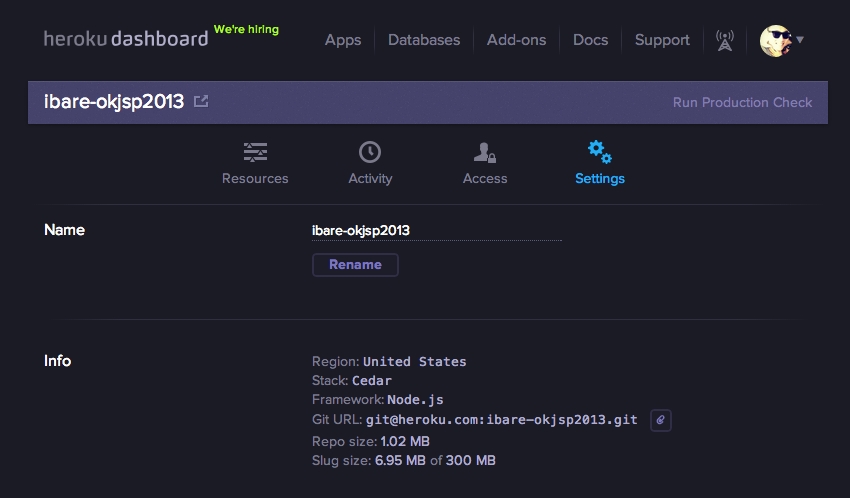 heroku dashboard We're hiring Apps Databases Add-ons Docs Support
ibare-okjsp2013 Run Production Check
Resources Activity Access Settings
Name ibare-okjsp2013
Rename
Info Region: United States
Stack: Cedar
Framework: Node.js
Git URL: git@heroku.com:ibare-okjsp2013.git
Repo size: 1.02 MB
Slug size: 6.95 MB of 300 MB